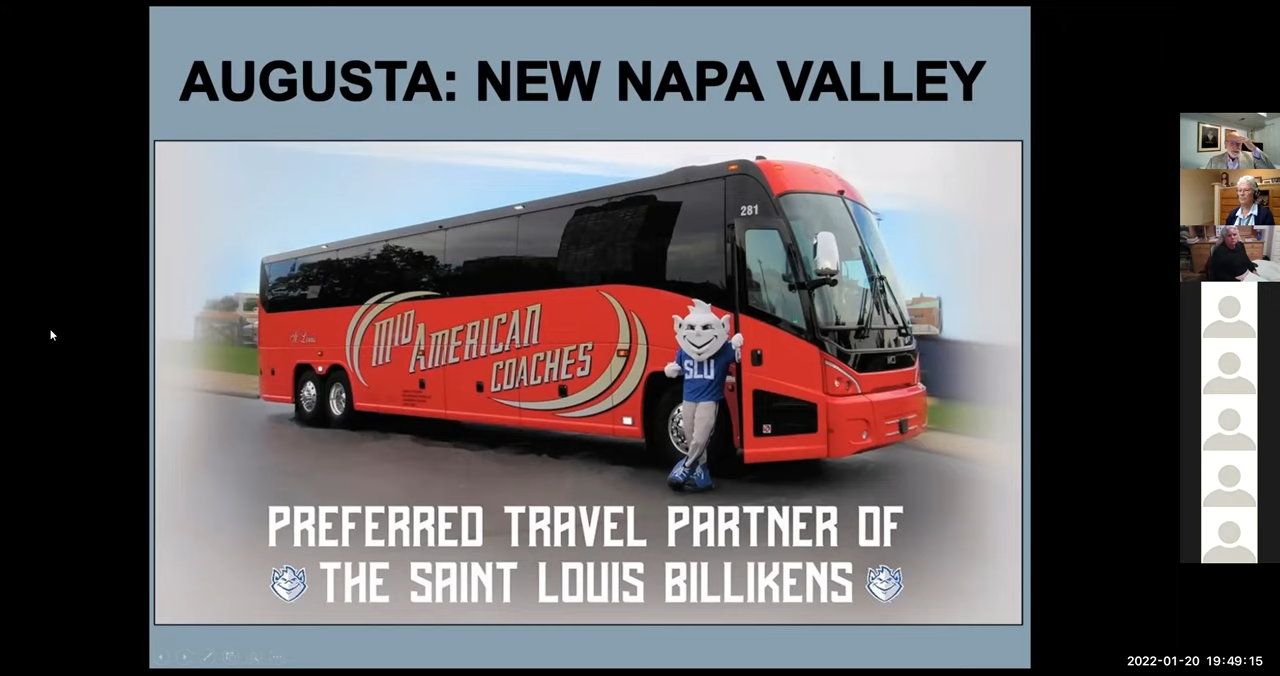 AUGUSTA: NEW NAPA VALLEY
281
MID
AMERICAN
COACHES
SLU
PREFERRED TRAVEL PARTNER OF
THE SAINT LOUIS BILLIKENS
2022-01-20 19:49:15